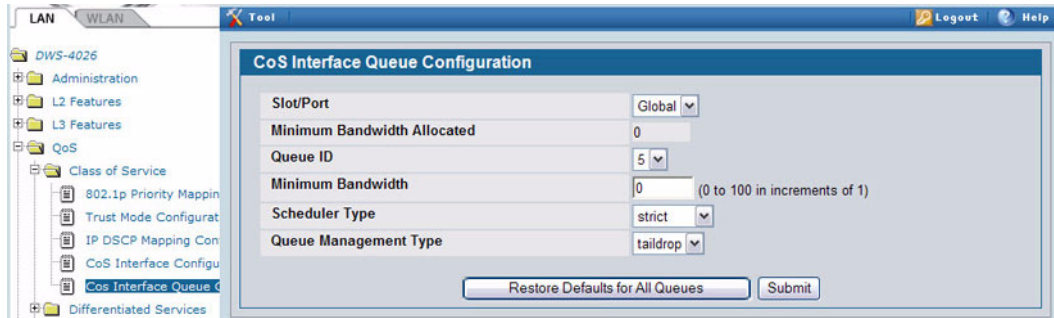 LAN
WLAN
Tool
Logout
Help
DWS-4026
Administration
L2 Features
L3 Features
QoS
Class of Service
802.1p Priority Mappin
Trust Mode Configurat
IP DSCP Mapping Con
CoS Interface Configu
Cos Interface Queue C
Differentiated Services
CoS Interface Queue Configuration
Slot/Port Global
Minimum Bandwidth Allocated 0
Queue ID 5
Minimum Bandwidth 0 (0 to 100 in increments of 1)
Scheduler Type strict
Queue Management Type taildrop
Restore Defaults for All Queues Submit